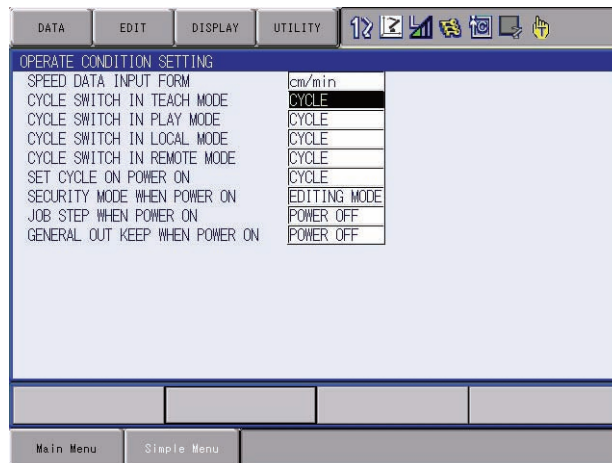 DATA EDIT DISPLAY UTILITY
OPERATE CONDITION SETTING
SPEED DATA INPUT FORM cm/min
CYCLE SWITCH IN TEACH MODE CYCLE
CYCLE SWITCH IN PLAY MODE CYCLE
CYCLE SWITCH IN LOCAL MODE CYCLE
CYCLE SWITCH IN REMOTE MODE CYCLE
SET CYCLE ON POWER ON CYCLE
SECURITY MODE WHEN POWER ON EDITING MODE
JOB STEP WHEN POWER ON POWER OFF
GENERAL OUT KEEP WHEN POWER ON POWER OFF
Main Menu Simple Menu